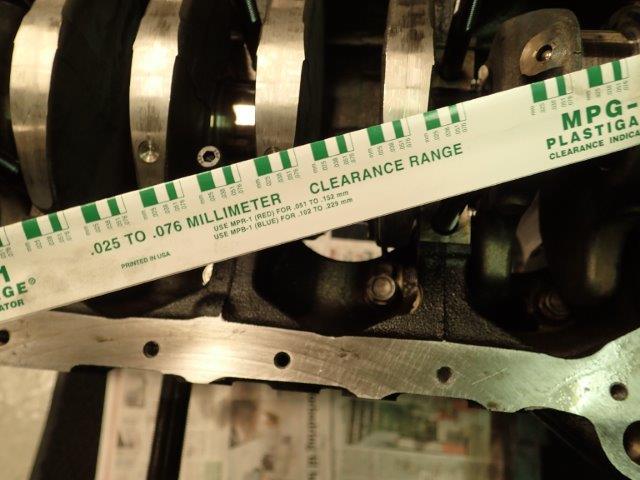 MPG-
PLASTIGA
CLEARANCE INDICA
.025 TO .076 MILLIMETER CLEARANCE RANGE
USE MPR-1 (RED) FOR .051 TO .152 mm
USE MPB-1 (BLUE) FOR .102 TO .229 mm
PRINTED IN USA
1
GE®
ATOR